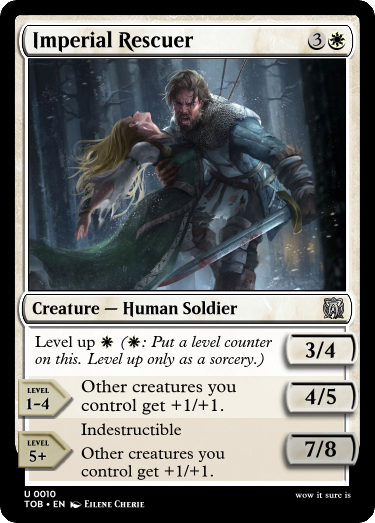 Imperial Rescuer 3
Creature — Human Soldier
Level up (: Put a level counter
on this. Level up only as a sorcery.)
3/4
LEVEL
1-4
Other creatures you
control get +1/+1.
4/5
LEVEL
5+
Indestructible
Other creatures you
control get +1/+1.
7/8
U 0010
TOB • EN EILENE CHERIE
wow it sure is